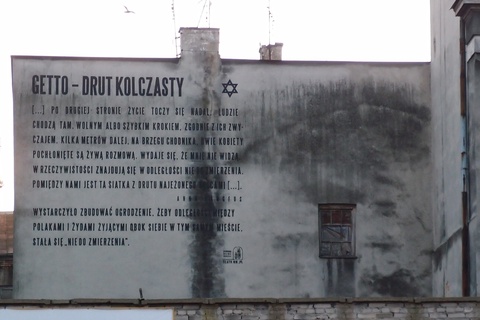 GETTO – DRUT KOLCZASTY
[...] PO DRUGIEJ STRONIE ŻYCIE TOCZY SIĘ NADAL. LUDZIE
CHODZĄ TAM, WOLNYM ALBO SZYBKIM KROKIEM, ZGODNIE Z ICH ZWY-
CZAJEM. KILKA METRÓW DALEJ, NA BRZEGU CHODNIKA, DWIE KOBIETY
POCHŁONIĘTE SĄ ŻYWĄ ROZMOWĄ. WYDAJE SIĘ, ŻE MNIE NIE WIDZĄ.
W RZECZYWISTOŚCI ZNAJDUJĄ SIĘ W ODLEGŁOŚCI NIE DO ZMIERZENIA.
POMIĘDZY NAMI JEST TA SIATKA Z DRUTU NAJEŻONEGO KOLCAMI [...].
WYSTARCZYŁO ZBUDOWAĆ OGRODZENIE, ŻEBY ODLEGŁOŚĆ MIĘDZY
POLAKAMI I ŻYDAMI ŻYJĄCYMI OBOK SIEBIE W TYM SAMYM MIEŚCIE,
STAŁA SIĘ „NIE DO ZMIERZENIA".